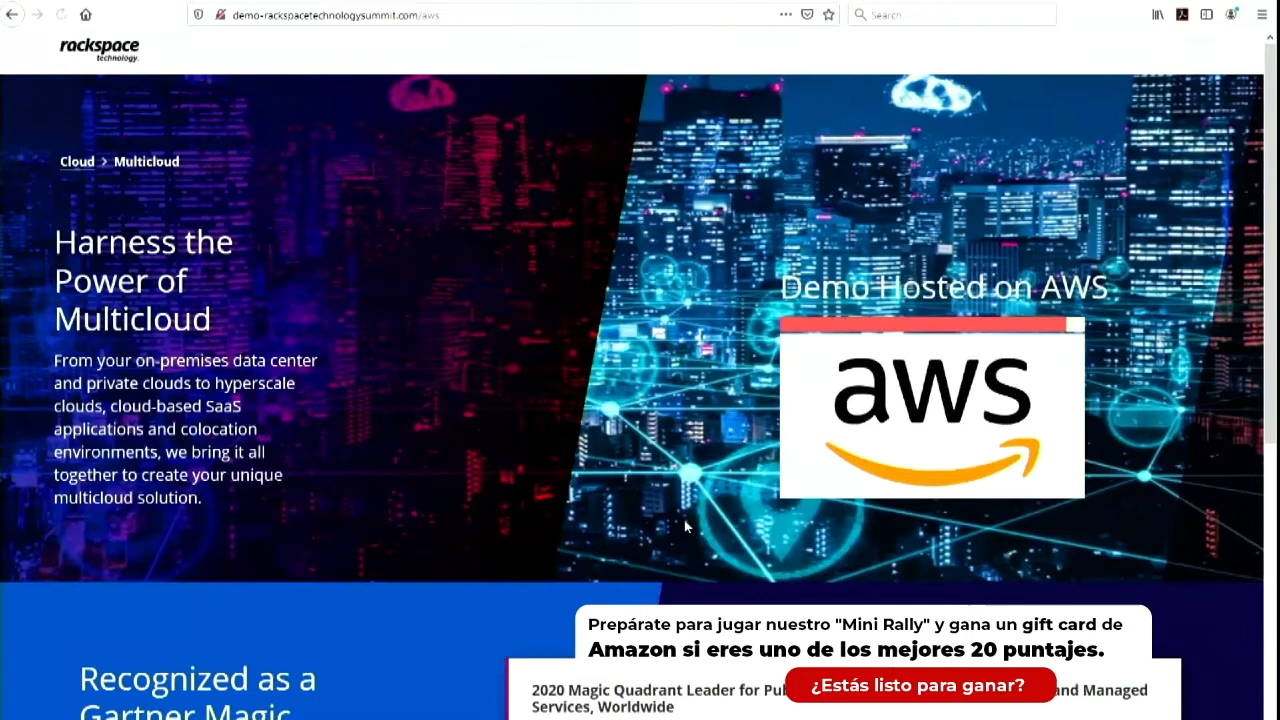 demo-rackspacetechnologysummit.com/aws
Search
rackspace
technology.
Cloud > Multicloud
Harness the
Power of
Multicloud
From your on-premises data center
and private clouds to hyperscale
clouds, cloud-based SaaS
applications and colocation
environments, we bring it all
together to create your unique
multicloud solution.
Demo Hosted on AWS
aws
Recognized as a
Gartner Magic
Prepárate para jugar nuestro "Mini Rally" y gana un gift card de
Amazon si eres uno de los mejores 20 puntajes.
¿Estás listo para ganar?
2020 Magic Quadrant Leader for and Managed
Services, Worldwide